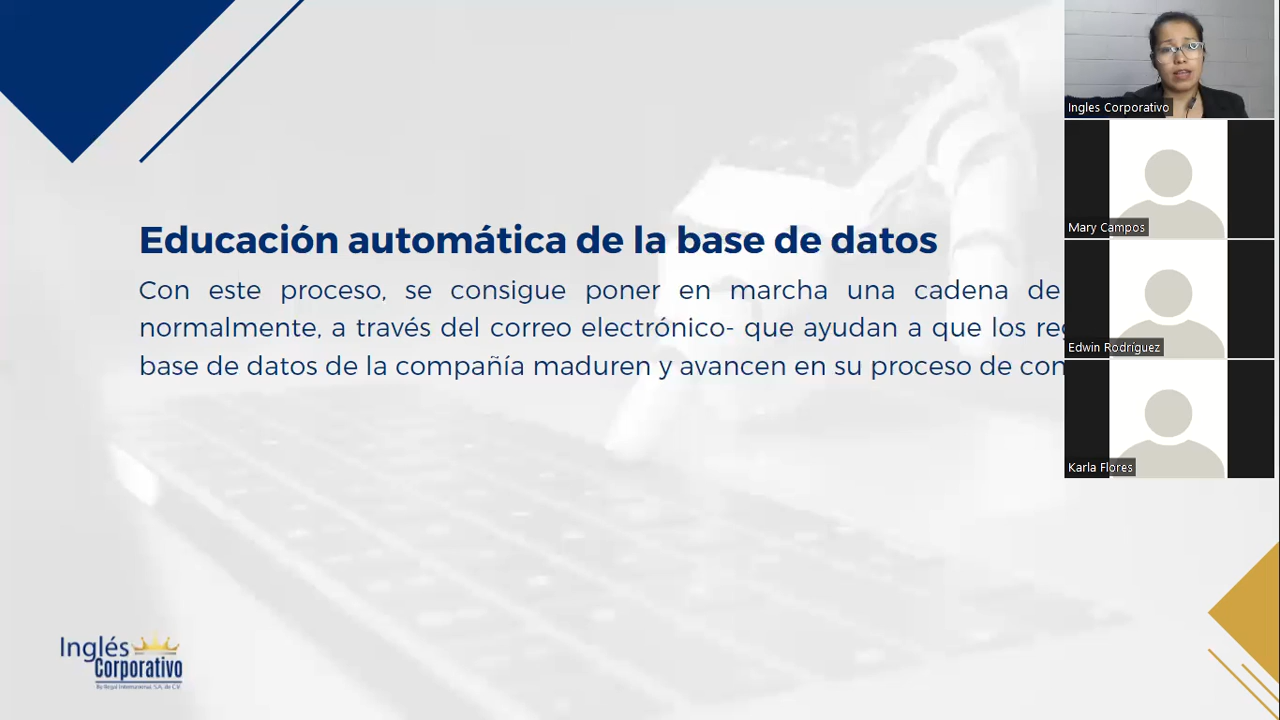 Educación automática de la base de datos
Con este proceso, se consigue poner en marcha una cadena de
normalmente, a través del correo electrónico- que ayudan a que los
base de datos de la compañía maduren y avancen en su proceso de
Ingles Corporativo
Mary Campos
Edwin Rodríguez
Karla Flores
Inglés
Corporativo